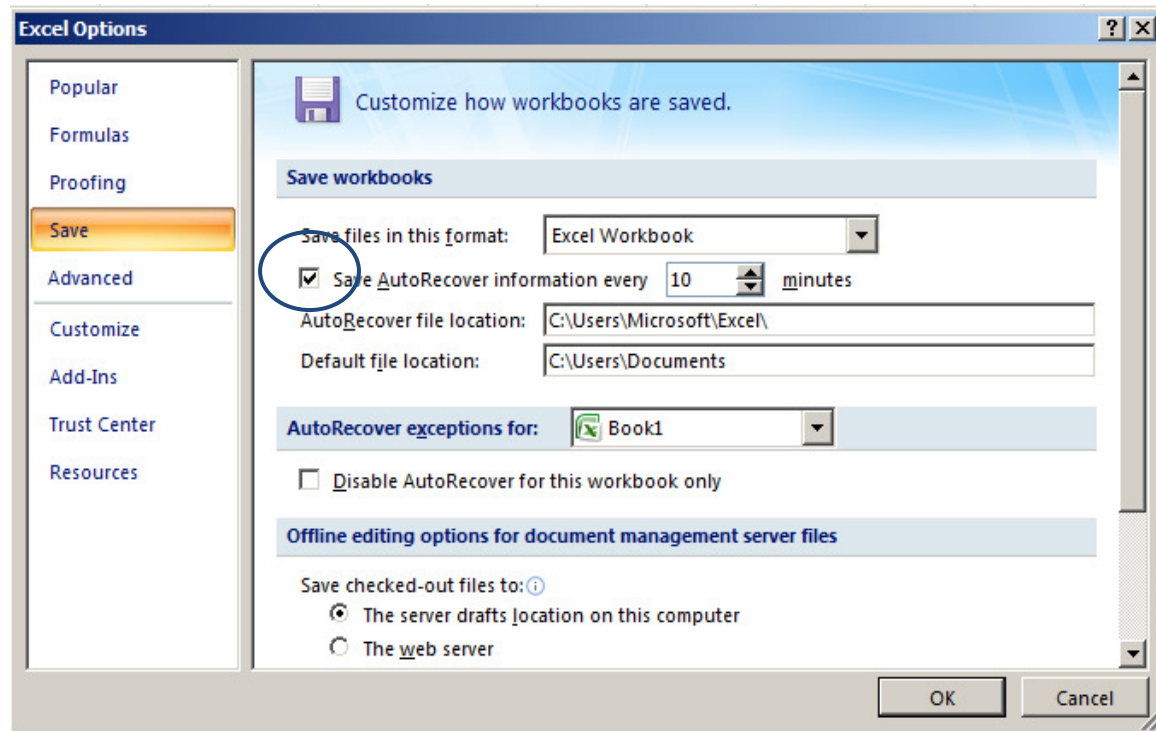 Excel Options
Popular
Formulas
Proofing
Save
Advanced
Customize
Add-Ins
Trust Center
Resources
Customize how workbooks are saved.
Save workbooks
Save files in this format: Excel Workbook
Save AutoRecover information every 10 minutes
AutoRecover file location: C:\Users\Microsoft\Excel\
Default file location: C:\Users\Documents
AutoRecover exceptions for: Book1
Disable AutoRecover for this workbook only
Offline editing options for document management server files
Save checked-out files to:
The server drafts location on this computer
The web server
OK Cancel